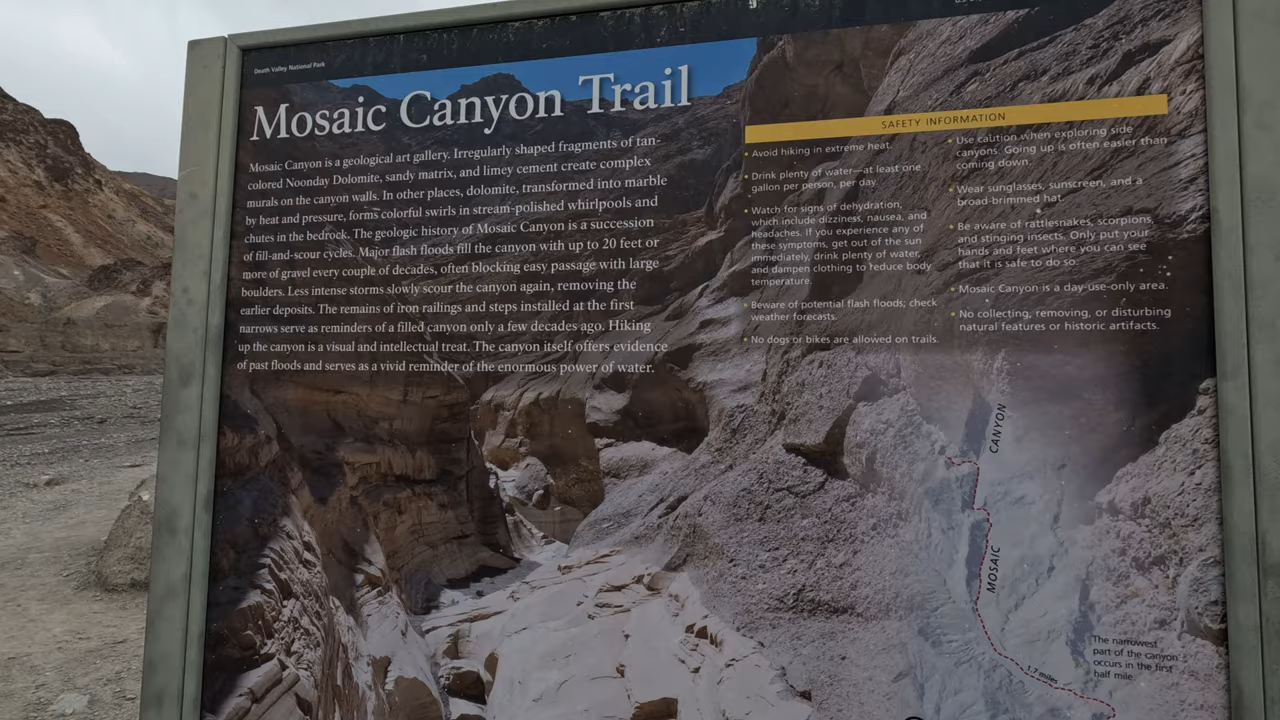 Death Valley National Park
Mosaic Canyon Trail
Mosaic Canyon is a geological art gallery. Irregularly shaped fragments of tan-
colored Noonday Dolomite, sandy matrix, and limey cement create complex
murals on the canyon walls. In other places, dolomite, transformed into marble
by heat and pressure, forms colorful swirls in stream-polished whirlpools and
chutes in the bedrock. The geologic history of Mosaic Canyon is a succession
of fill-and-scour cycles. Major flash floods fill the canyon with up to 20 feet or
more of gravel every couple of decades, often blocking easy passage with large
boulders. Less intense storms slowly scour the canyon again, removing the
earlier deposits. The remains of iron railings and steps installed at the first
narrows serve as reminders of a filled canyon only a few decades ago. Hiking
up the canyon is a visual and intellectual treat. The canyon itself offers evidence
of past floods and serves as a vivid reminder of the enormous power of water.
SAFETY INFORMATION
• Avoid hiking in extreme heat.
• Drink plenty of water—at least one
gallon per person, per day.
• Watch for signs of dehydration,
which include dizziness, nausea, and
headaches. If you experience any of
these symptoms, get out of the sun
immediately, drink plenty of water,
and dampen clothing to reduce body
temperature.
• Beware of potential flash floods; check
weather forecasts.
• No dogs or bikes are allowed on trails.
• Use caution when exploring side
canyons. Going up is often easier than
coming down.
• Wear sunglasses, sunscreen, and a
broad-brimmed hat.
• Be aware of rattlesnakes, scorpions,
and stinging insects. Only put your
hands and feet where you can see
that it is safe to do so.
• Mosaic Canyon is a day-use-only area.
• No collecting, removing, or disturbing
natural features or historic artifacts.
MOSAIC CANYON
The narrowest
part of the canyon
occurs in the first
half mile.
1.7 miles